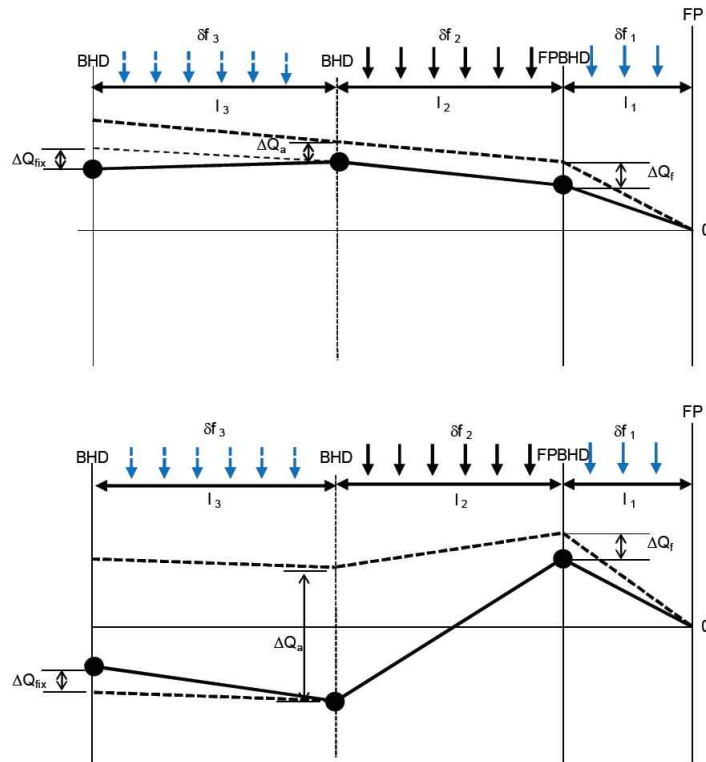 FP
δf 3
δf 2
δf 1
BHD
BHD
FPBHD
l 3
l 2
l 1
ΔQfix
ΔQa
ΔQf
0
FP
δf 3
δf 2
δf 1
BHD
BHD
FPBHD
l 3
l 2
l 1
ΔQf
0
ΔQa
ΔQfix